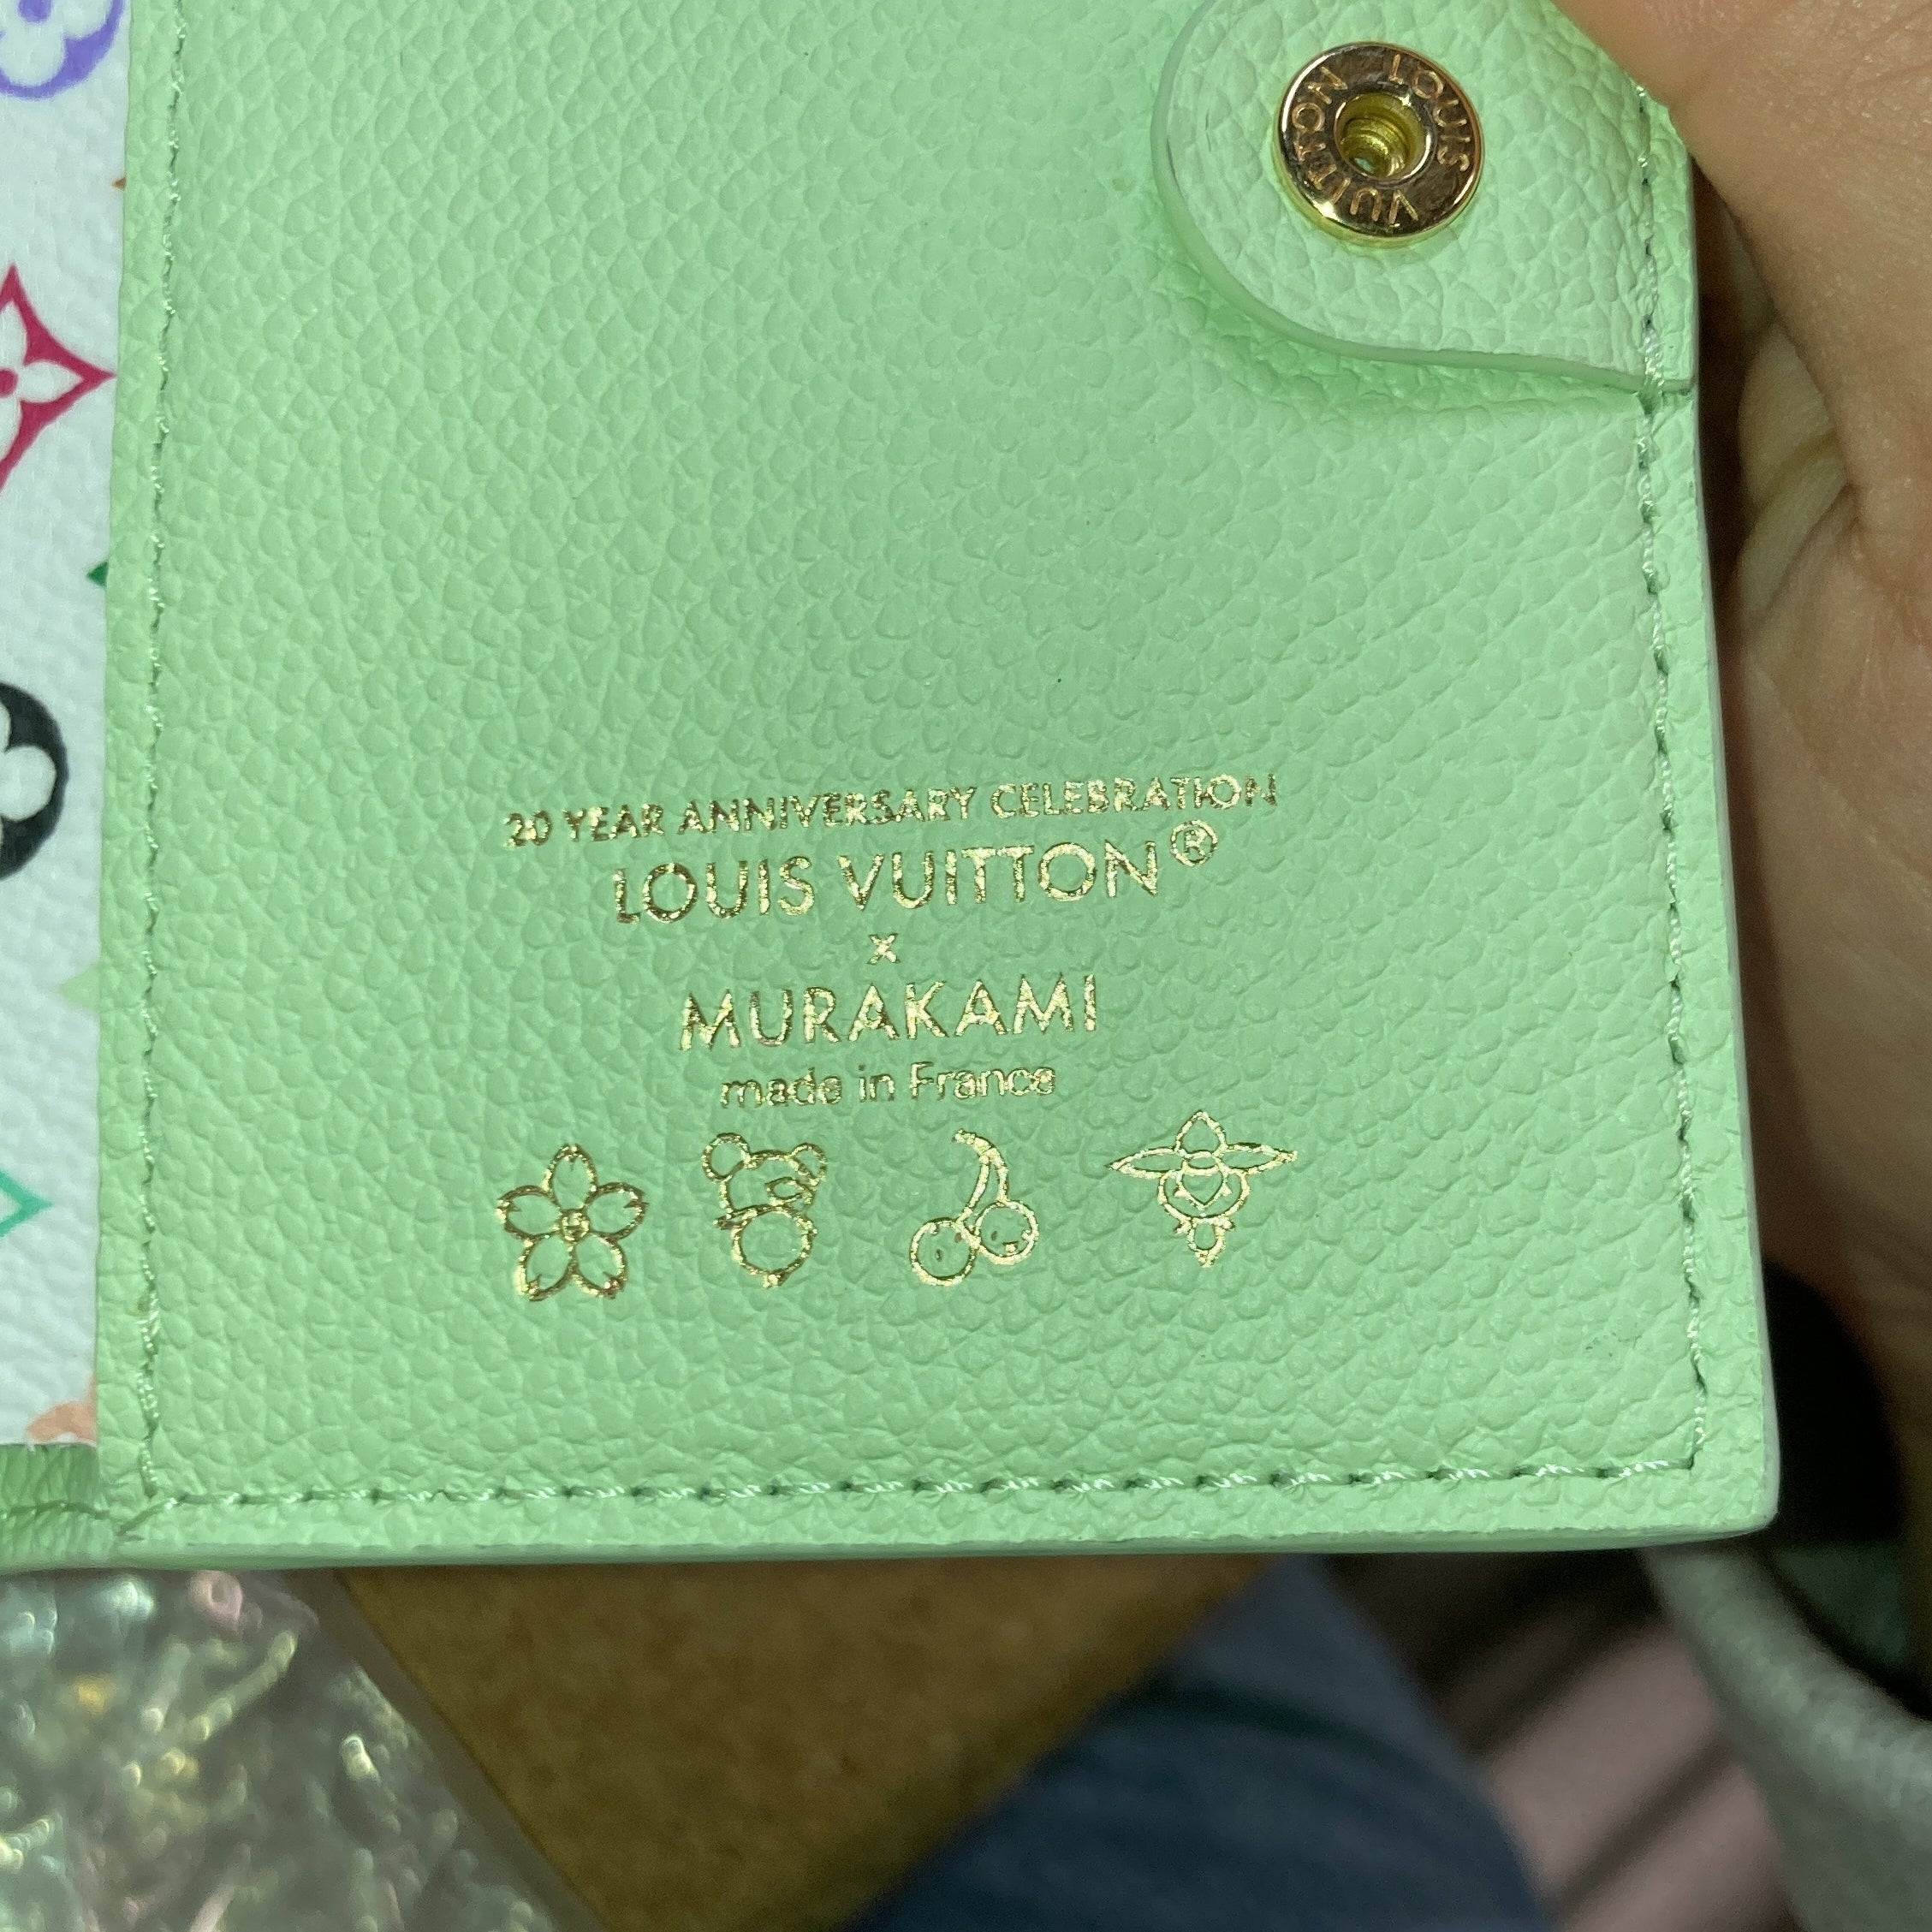 LOUIS VUITTON
20 YEAR ANNIVERSARY CELEBRATION
LOUIS VUITTON®
x
MURAKAMI
made in France